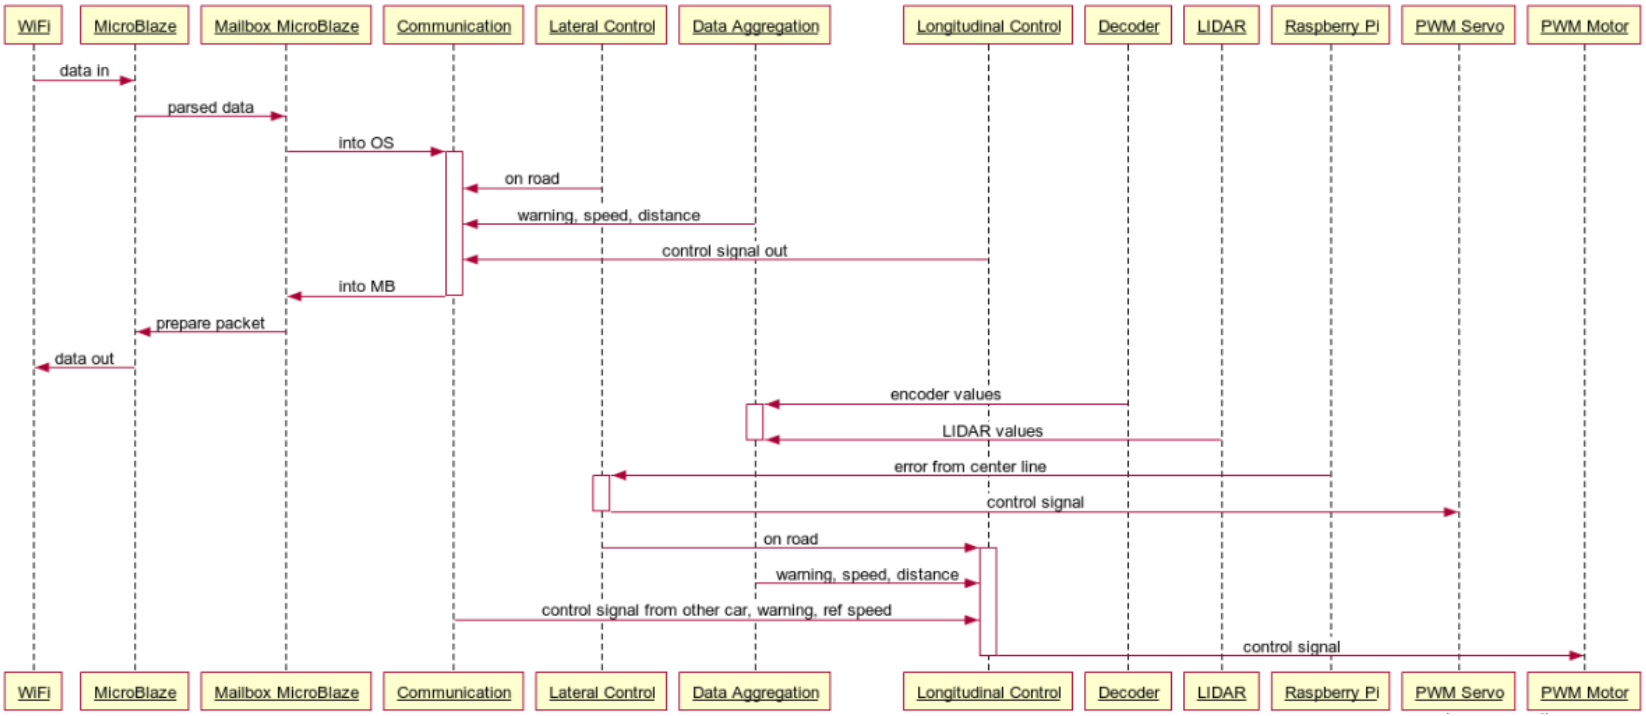 WiFi MicroBlaze Mailbox MicroBlaze Communication Lateral Control Data Aggregation Longitudinal Control Decoder LIDAR Raspberry Pi PWM Servo PWM Motor
data in
parsed data
into OS
on road
warning, speed, distance
control signal out
into MB
prepare packet
data out
encoder values
LIDAR values
error from center line
control signal
on road
warning, speed, distance
control signal from other car, warning, ref speed
control signal
WiFi MicroBlaze Mailbox MicroBlaze Communication Lateral Control Data Aggregation Longitudinal Control Decoder LIDAR Raspberry Pi PWM Servo PWM Motor